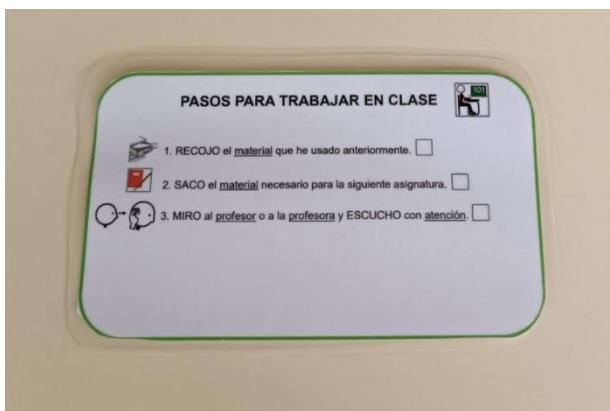 PASOS PARA TRABAJAR EN CLASE
101
1. RECOJO el material que he usado anteriormente.
2. SACO el material necesario para la siguiente asignatura.
3. MIRO al profesor o a la profesora y ESCUCHO con atención.